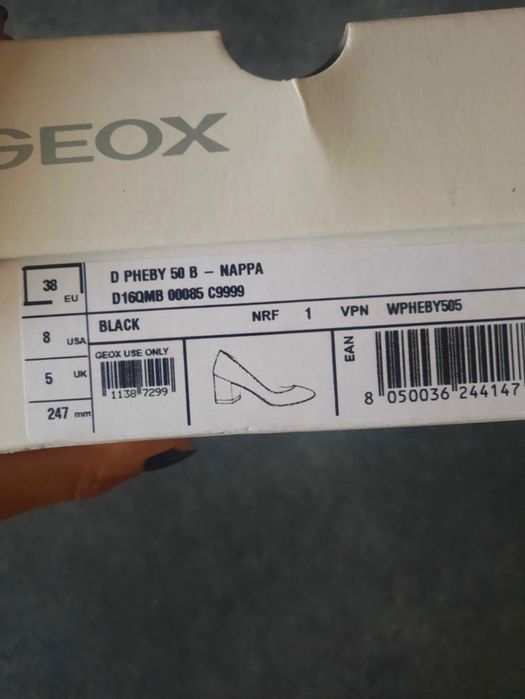 GEOX
38 EU
D PHEBY 50 B - NAPPA
D16QMB 00085 C9999
8 USA
BLACK
NRF 1 VPN WPHEBY505
5 UK
GEOX USE ONLY
1138 7299
EAN
8 050036 244147
247 mm